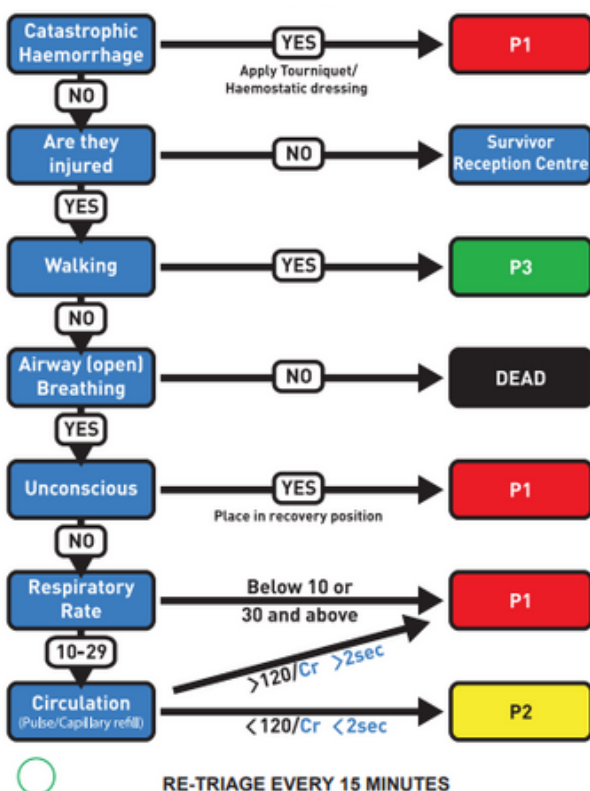 Catastrophic
Haemorrhage
YES
P1
Apply Tourniquet/
Haemostatic dressing
NO
Are they
injured
NO
Survivor
Reception Centre
YES
Walking
YES
P3
NO
Airway (open)
Breathing
NO
DEAD
YES
Unconscious
YES
P1
Place in recovery position
NO
Respiratory
Rate
Below 10 or
30 and above
P1
10-29
>120/Cr >2sec
Circulation
(Pulse/Capillary refill)
<120/Cr <2sec
P2
RE-TRIAGE EVERY 15 MINUTES